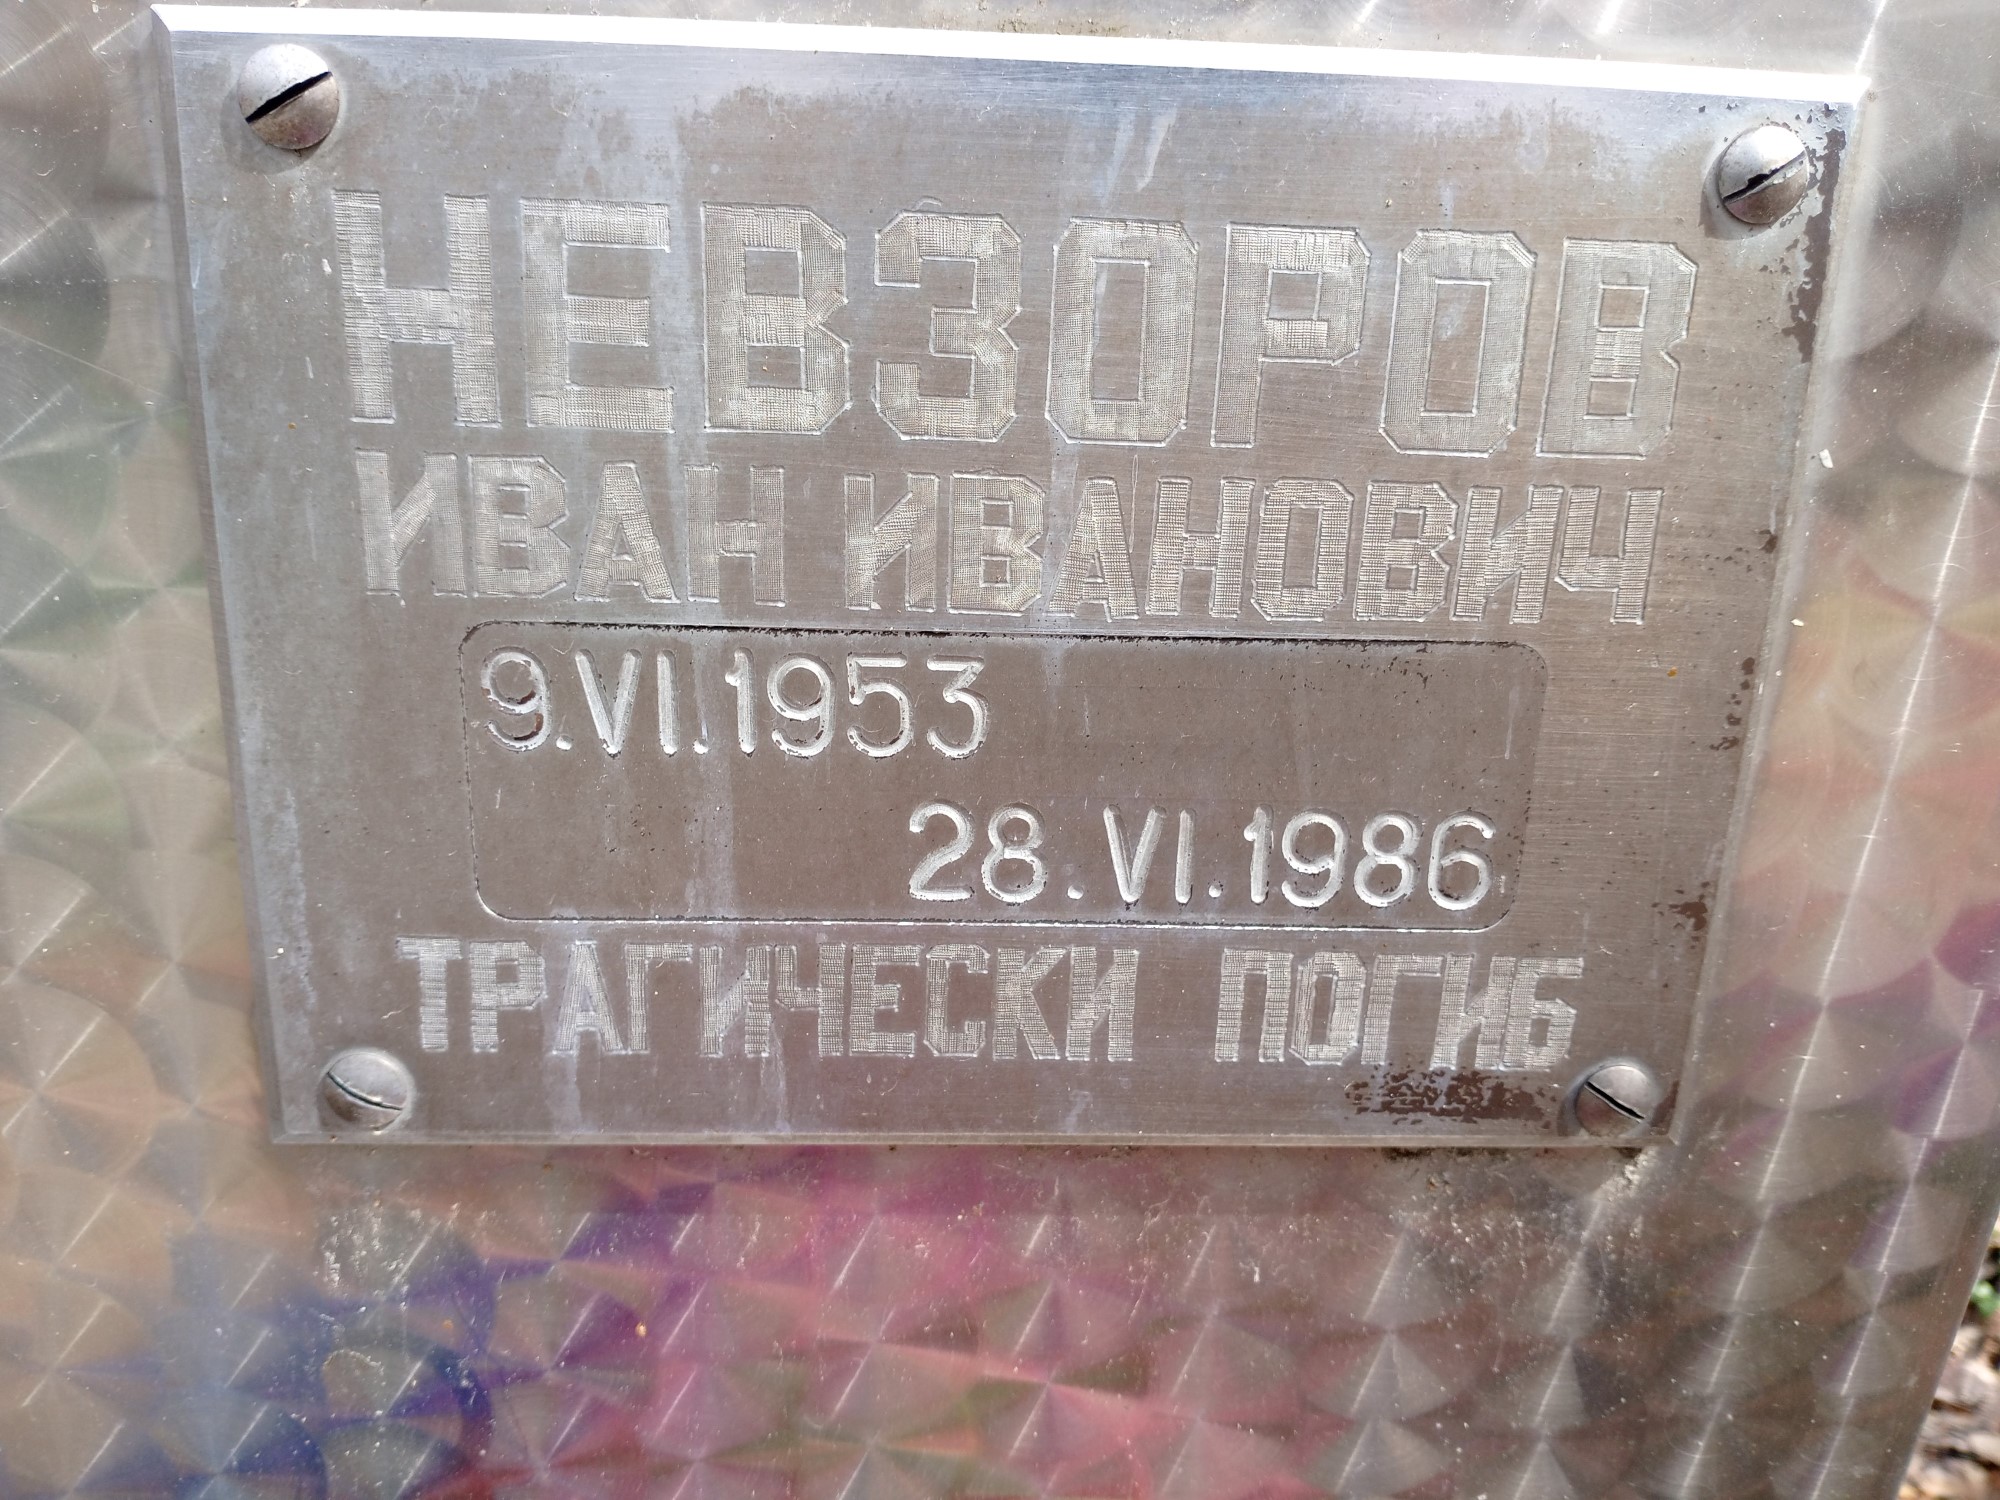 НЕВЗОРОВ
ИВАН ИВАНОВИЧ
9.VI.1953
28.VI.1986
ТРАГИЧЕСКИ ПОГИБ